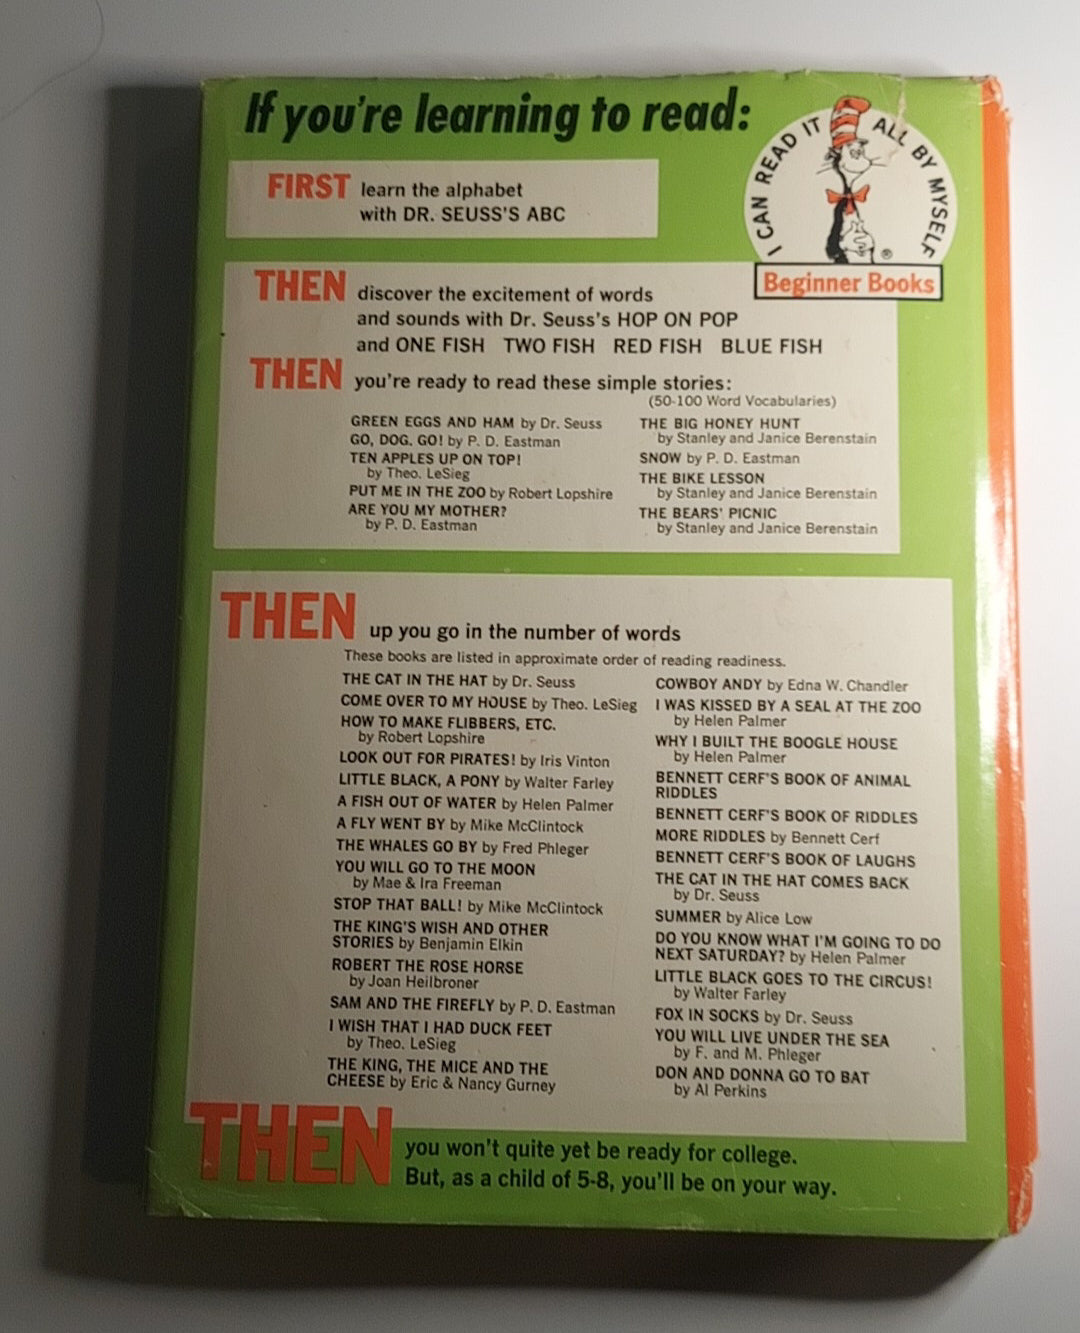 If you're learning to read:
I CAN READ IT ALL BY MYSELF
®
Beginner Books
FIRST learn the alphabet
with DR. SEUSS'S ABC
THEN discover the excitement of words
and sounds with Dr. Seuss's HOP ON POP
and ONE FISH TWO FISH RED FISH BLUE FISH
THEN you're ready to read these simple stories:
(50-100 Word Vocabularies)
GREEN EGGS AND HAM by Dr. Seuss
GO, DOG. GO! by P. D. Eastman
TEN APPLES UP ON TOP!
by Theo. LeSieg
PUT ME IN THE ZOO by Robert Lopshire
ARE YOU MY MOTHER?
by P. D. Eastman
THE BIG HONEY HUNT
by Stanley and Janice Berenstain
SNOW by P. D. Eastman
THE BIKE LESSON
by Stanley and Janice Berenstain
THE BEARS' PICNIC
by Stanley and Janice Berenstain
THEN up you go in the number of words
These books are listed in approximate order of reading readiness.
THE CAT IN THE HAT by Dr. Seuss
COME OVER TO MY HOUSE by Theo. LeSieg
HOW TO MAKE FLIBBERS, ETC.
by Robert Lopshire
LOOK OUT FOR PIRATES! by Iris Vinton
LITTLE BLACK, A PONY by Walter Farley
A FISH OUT OF WATER by Helen Palmer
A FLY WENT BY by Mike McClintock
THE WHALES GO BY by Fred Phleger
YOU WILL GO TO THE MOON
by Mae & Ira Freeman
STOP THAT BALL! by Mike McClintock
THE KING'S WISH AND OTHER
STORIES by Benjamin Elkin
ROBERT THE ROSE HORSE
by Joan Heilbroner
SAM AND THE FIREFLY by P. D. Eastman
I WISH THAT I HAD DUCK FEET
by Theo. LeSieg
THE KING, THE MICE AND THE
CHEESE by Eric & Nancy Gurney
COWBOY ANDY by Edna W. Chandler
I WAS KISSED BY A SEAL AT THE ZOO
by Helen Palmer
WHY I BUILT THE BOOGLE HOUSE
by Helen Palmer
BENNETT CERF'S BOOK OF ANIMAL
RIDDLES
BENNETT CERF'S BOOK OF RIDDLES
MORE RIDDLES by Bennett Cerf
BENNETT CERF'S BOOK OF LAUGHS
THE CAT IN THE HAT COMES BACK
by Dr. Seuss
SUMMER by Alice Low
DO YOU KNOW WHAT I'M GOING TO DO
NEXT SATURDAY? by Helen Palmer
LITTLE BLACK GOES TO THE CIRCUS!
by Walter Farley
FOX IN SOCKS by Dr. Seuss
YOU WILL LIVE UNDER THE SEA
by F. and M. Phleger
DON AND DONNA GO TO BAT
by Al Perkins
THEN you won't quite yet be ready for college.
But, as a child of 5-8, you'll be on your way.